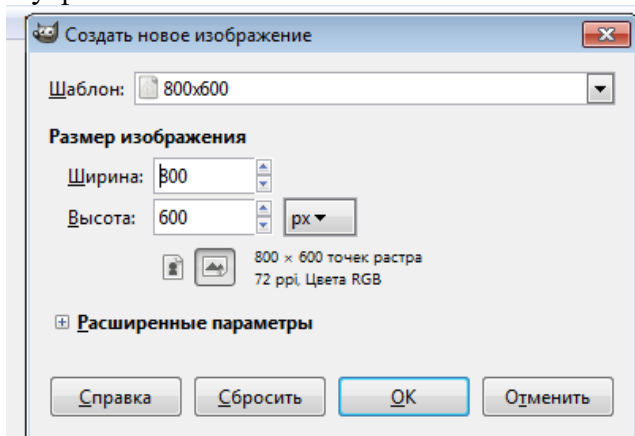 Создать новое изображение
Шаблон: 800x600
Размер изображения
Ширина: 800
Высота: 600 px
800 × 600 точек растра
72 ppi, Цвета RGB
Расширенные параметры
Справка Сбросить OK Отменить